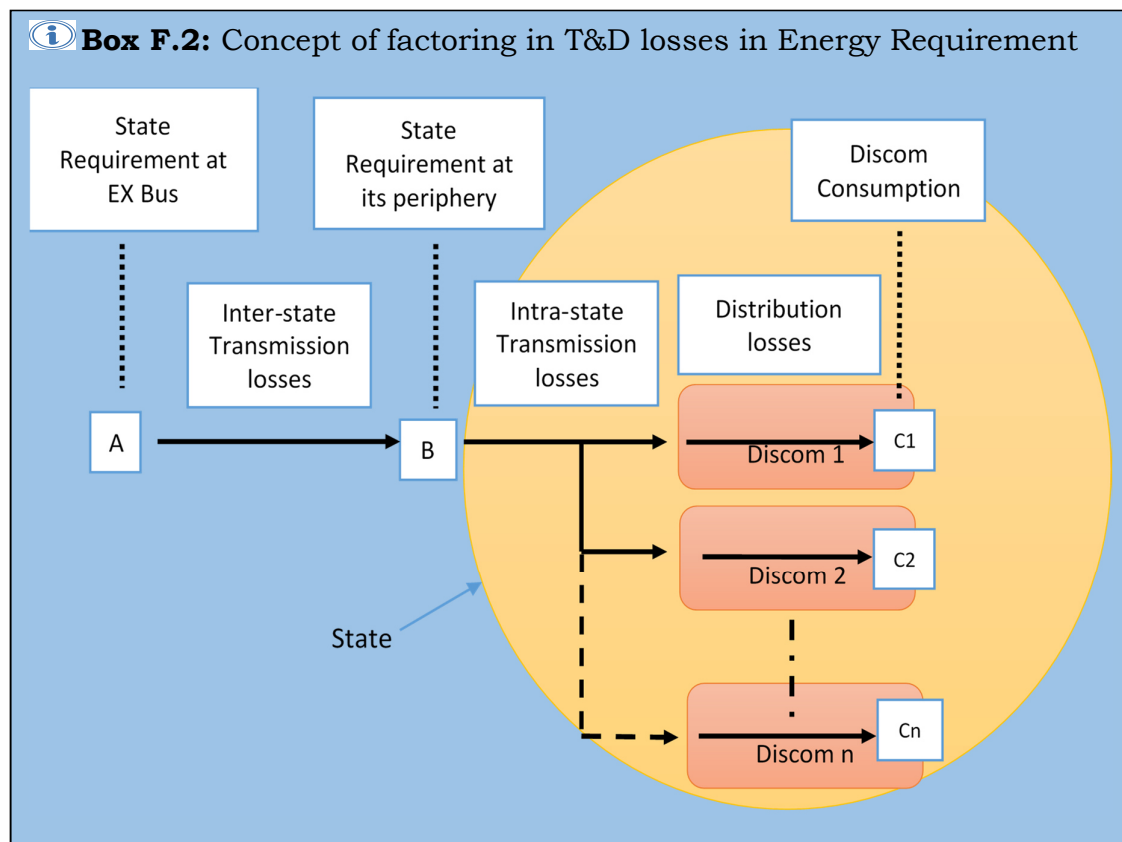 i Box F.2: Concept of factoring in T&D losses in Energy Requirement
State
Requirement at
EX Bus
State
Requirement at
its periphery
Discom
Consumption
Inter-state
Transmission
losses
Intra-state
Transmission
losses
Distribution
losses
A
B
Discom 1
C1
Discom 2
C2
State
Discom n
Cn